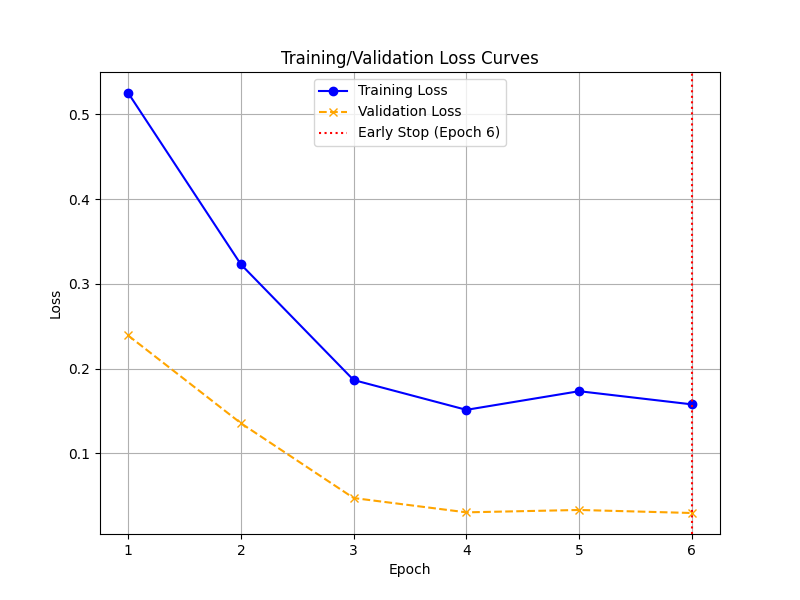 Training/Validation Loss Curves
Training Loss
Validation Loss
Early Stop (Epoch 6)
0.5
0.4
0.3
0.2
0.1
Loss
1 2 3 4 5 6
Epoch